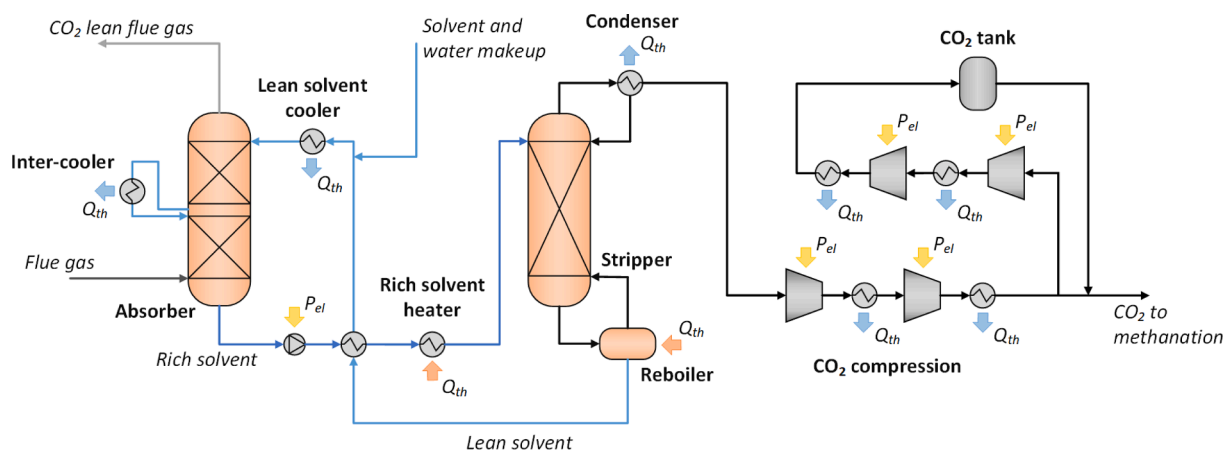 CO2 lean flue gas
Solvent and
water makeup
Condenser
Qth
CO2 tank
Lean solvent
cooler
Qth
Pel
Pel
Inter-cooler
Qth
Qth
Qth
Flue gas
Absorber
Rich solvent
Pel
Rich solvent
heater
Qth
Stripper
Qth
Reboiler
Lean solvent
Pel
Pel
Qth
Qth
CO2 compression
CO2 to
methanation